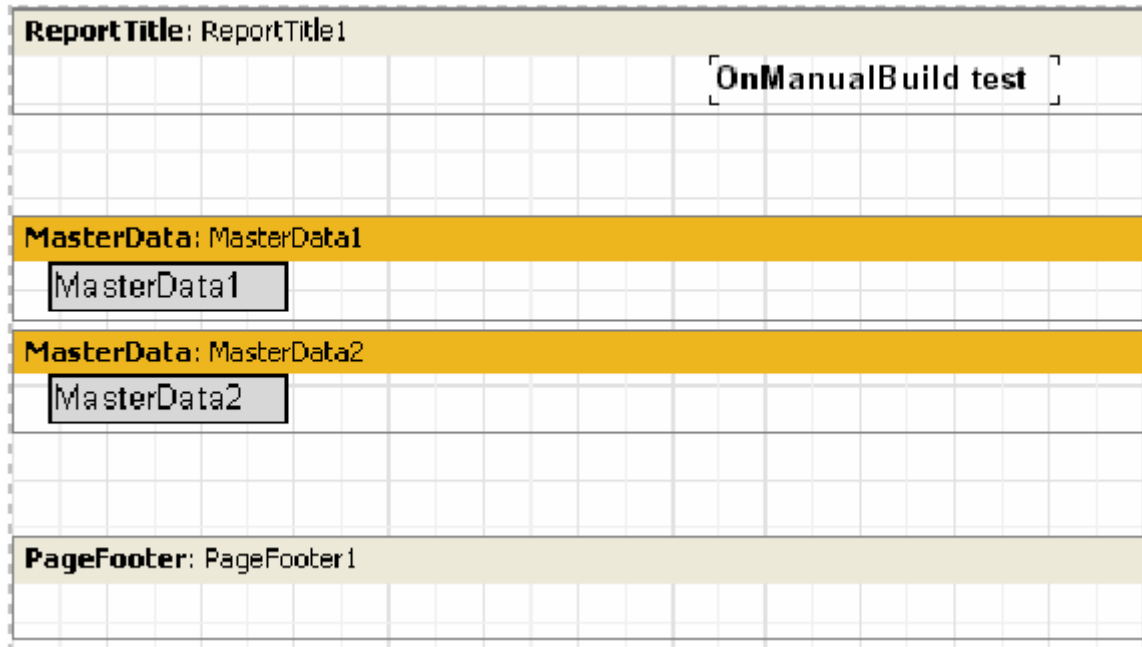 ReportTitle: ReportTitle1
OnManualBuild test
MasterData: MasterData1
MasterData1
MasterData: MasterData2
MasterData2
PageFooter: PageFooter1